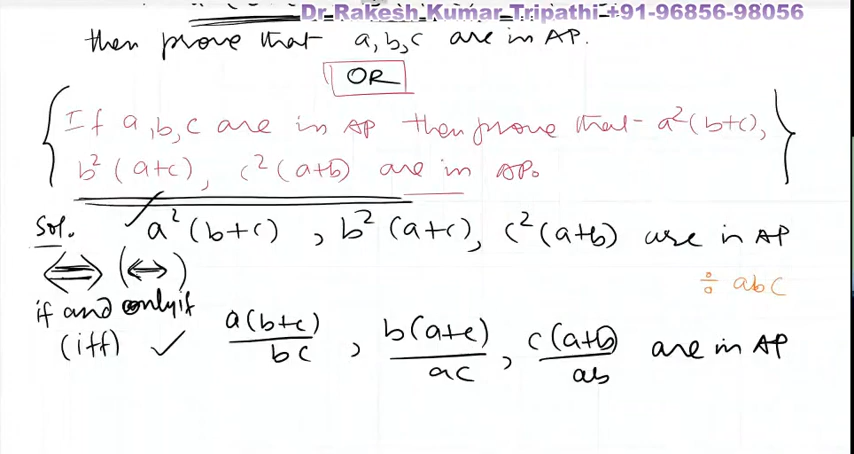 Dr Rakesh Kumar Tripathi +91-96856-98056
then prove that a, b, c are in AP.
OR
If a, b, c are in AP then prove that a²(b+c),
b²(a+c), c²(a+b) are in AP.
Sol. a²(b+c), b²(a+c), c²(a+b) are in AP
⇔ (↔)
÷ abc
if and only if
(iff) ✓ a(b+c)/bc, b(a+c)/ac, c(a+b)/ab are in AP